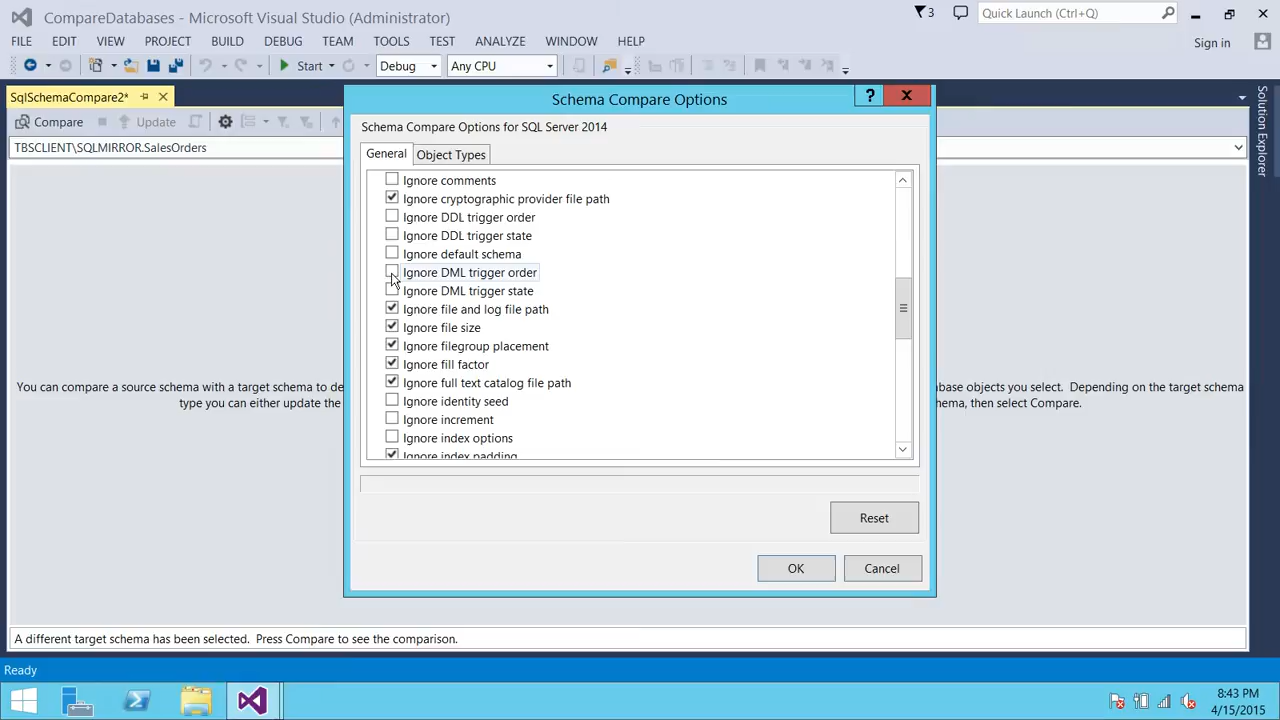 CompareDatabases - Microsoft Visual Studio (Administrator)
3
Quick Launch (Ctrl+Q)
FILE EDIT VIEW PROJECT BUILD DEBUG TEAM TOOLS TEST ANALYZE WINDOW HELP
Sign in
Start
Debug
Any CPU
SqlSchemaCompare2*
Compare
Update
TBSCLIENT\SQLMIRROR.SalesOrders
Solution Explorer
Schema Compare Options
?
Schema Compare Options for SQL Server 2014
General
Object Types
Ignore comments
Ignore cryptographic provider file path
Ignore DDL trigger order
Ignore DDL trigger state
Ignore default schema
Ignore DML trigger order
Ignore DML trigger state
Ignore file and log file path
Ignore file size
Ignore filegroup placement
Ignore fill factor
Ignore full text catalog file path
Ignore identity seed
Ignore increment
Ignore index options
Ignore index padding
Reset
OK
Cancel
You can compare a source schema with a target schema to de
base objects you select. Depending on the target schema
type you can either update the
hema, then select Compare.
A different target schema has been selected. Press Compare to see the comparison.
Ready
8:43 PM
4/15/2015